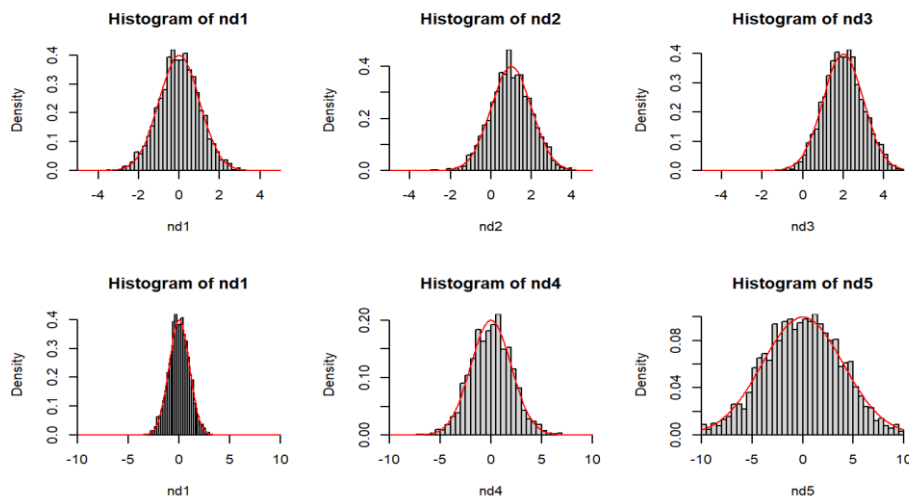 Histogram of nd1
Density
0.0 0.1 0.2 0.3 0.4
-4 -2 0 2 4
nd1
Histogram of nd2
Density
0.0 0.1 0.2 0.3 0.4
-4 -2 0 2 4
nd2
Histogram of nd3
Density
0.0 0.1 0.2 0.3 0.4
-4 -2 0 2 4
nd3
Histogram of nd1
Density
0.0 0.1 0.2 0.3 0.4
-10 -5 0 5 10
nd1
Histogram of nd4
Density
0.00 0.10 0.20
-10 -5 0 5 10
nd4
Histogram of nd5
Density
0.00 0.04 0.08
-10 -5 0 5 10
nd5